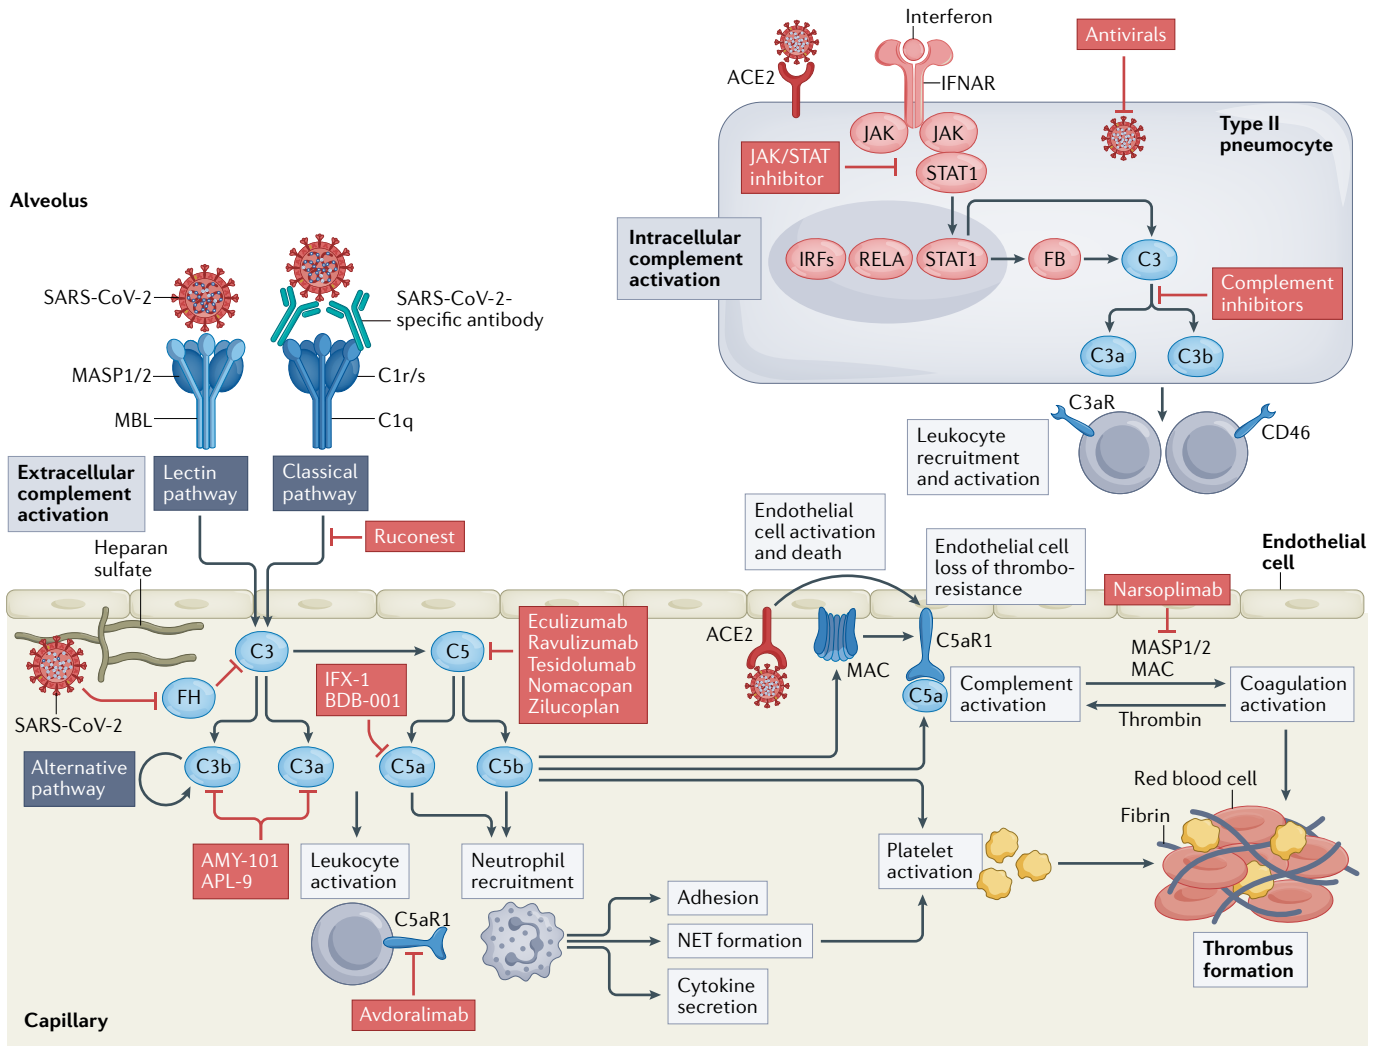 Interferon
Antivirals
ACE2
IFNAR
JAK
JAK
Type II
pneumocyte
JAK/STAT
inhibitor
STAT1
Alveolus
Intracellular
complement
activation
IRFs
RELA
STAT1
FB
C3
Complement
inhibitors
SARS-CoV-2
SARS-CoV-2-
specific antibody
C3a
C3b
MASP1/2
C1r/s
MBL
C1q
C3aR
CD46
Leukocyte
recruitment
and activation
Extracellular
complement
activation
Lectin
pathway
Classical
pathway
Ruconest
Heparan
sulfate
Endothelial
cell activation
and death
Endothelial cell
loss of thrombo-
resistance
Endothelial
cell
Narsoplimab
Eculizumab
Ravulizumab
Tesidolumab
Nomacopan
Zilucoplan
ACE2
C5aR1
MAC
C5a
MASP1/2
MAC
C3
C5
IFX-1
BDB-001
FH
SARS-CoV-2
Complement
activation
Thrombin
Coagulation
activation
Alternative
pathway
C3b
C3a
C5a
C5b
Red blood cell
Fibrin
AMY-101
APL-9
Leukocyte
activation
Neutrophil
recruitment
Platelet
activation
Adhesion
C5aR1
NET formation
Thrombus
formation
Cytokine
secretion
Avdoralimab
Capillary